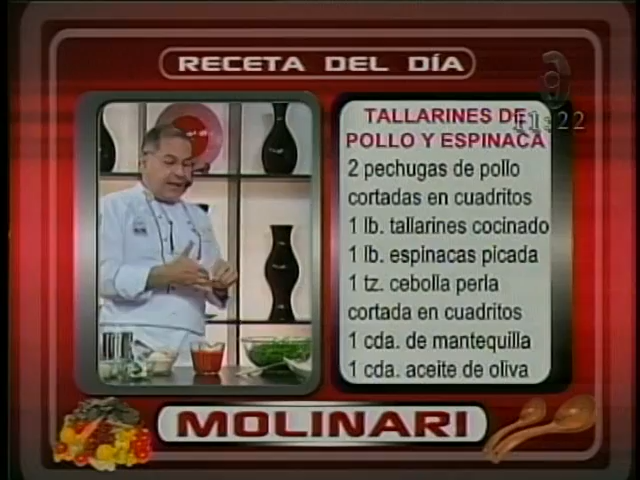 RECETA DEL DÍA
TALLARINES DE
POLLO Y ESPINACA
11:22
2 pechugas de pollo
cortadas en cuadritos
1 lb. tallarines cocinado
1 lb. espinacas picada
1 tz. cebolla perla
cortada en cuadritos
1 cda. de mantequilla
1 cda. aceite de oliva
MOLINARI